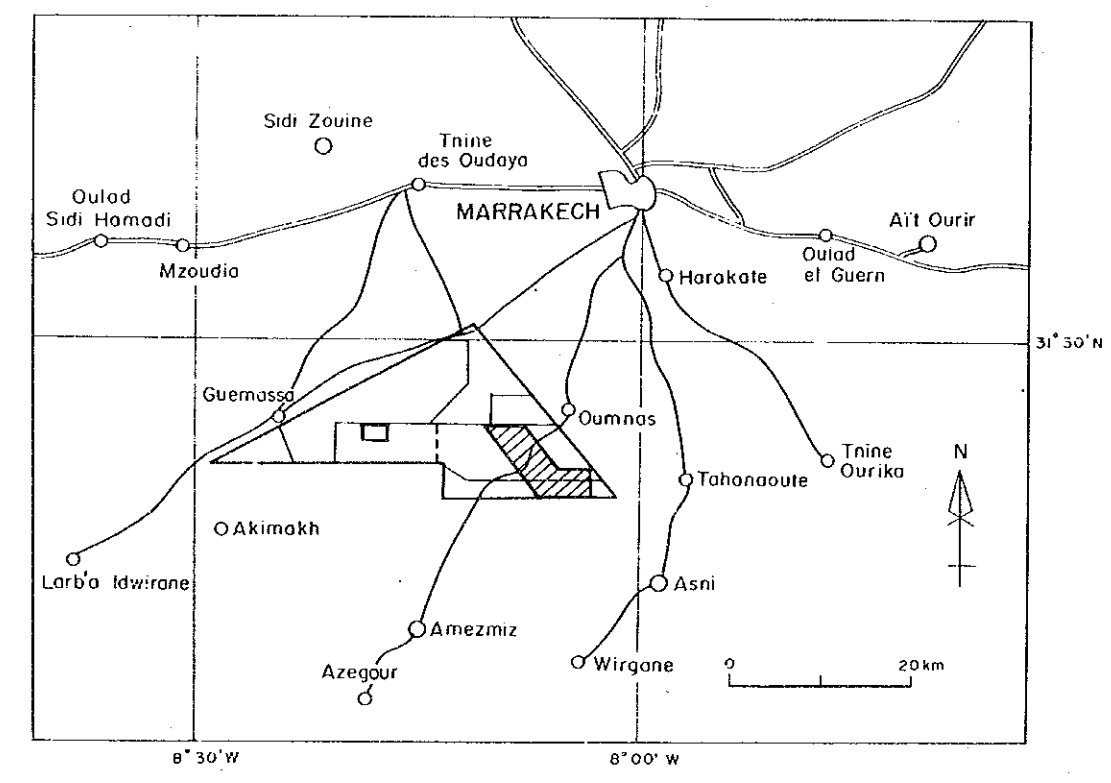 Sidi Zouine
Tnine
des Oudaya
Oulad
Sidi Hamadi
MARRAKECH
Aït Ourir
Mzoudia
Harakate
Oulad
el Guern
31°30'N
Guemassa
Oumnas
Tnine
Ourika
N
Tahonaoute
Akimakh
Larb'a Idwirane
Asni
Amezmiz
Azegour
Wirgane
0
20 km
8°30'W
8°00'W